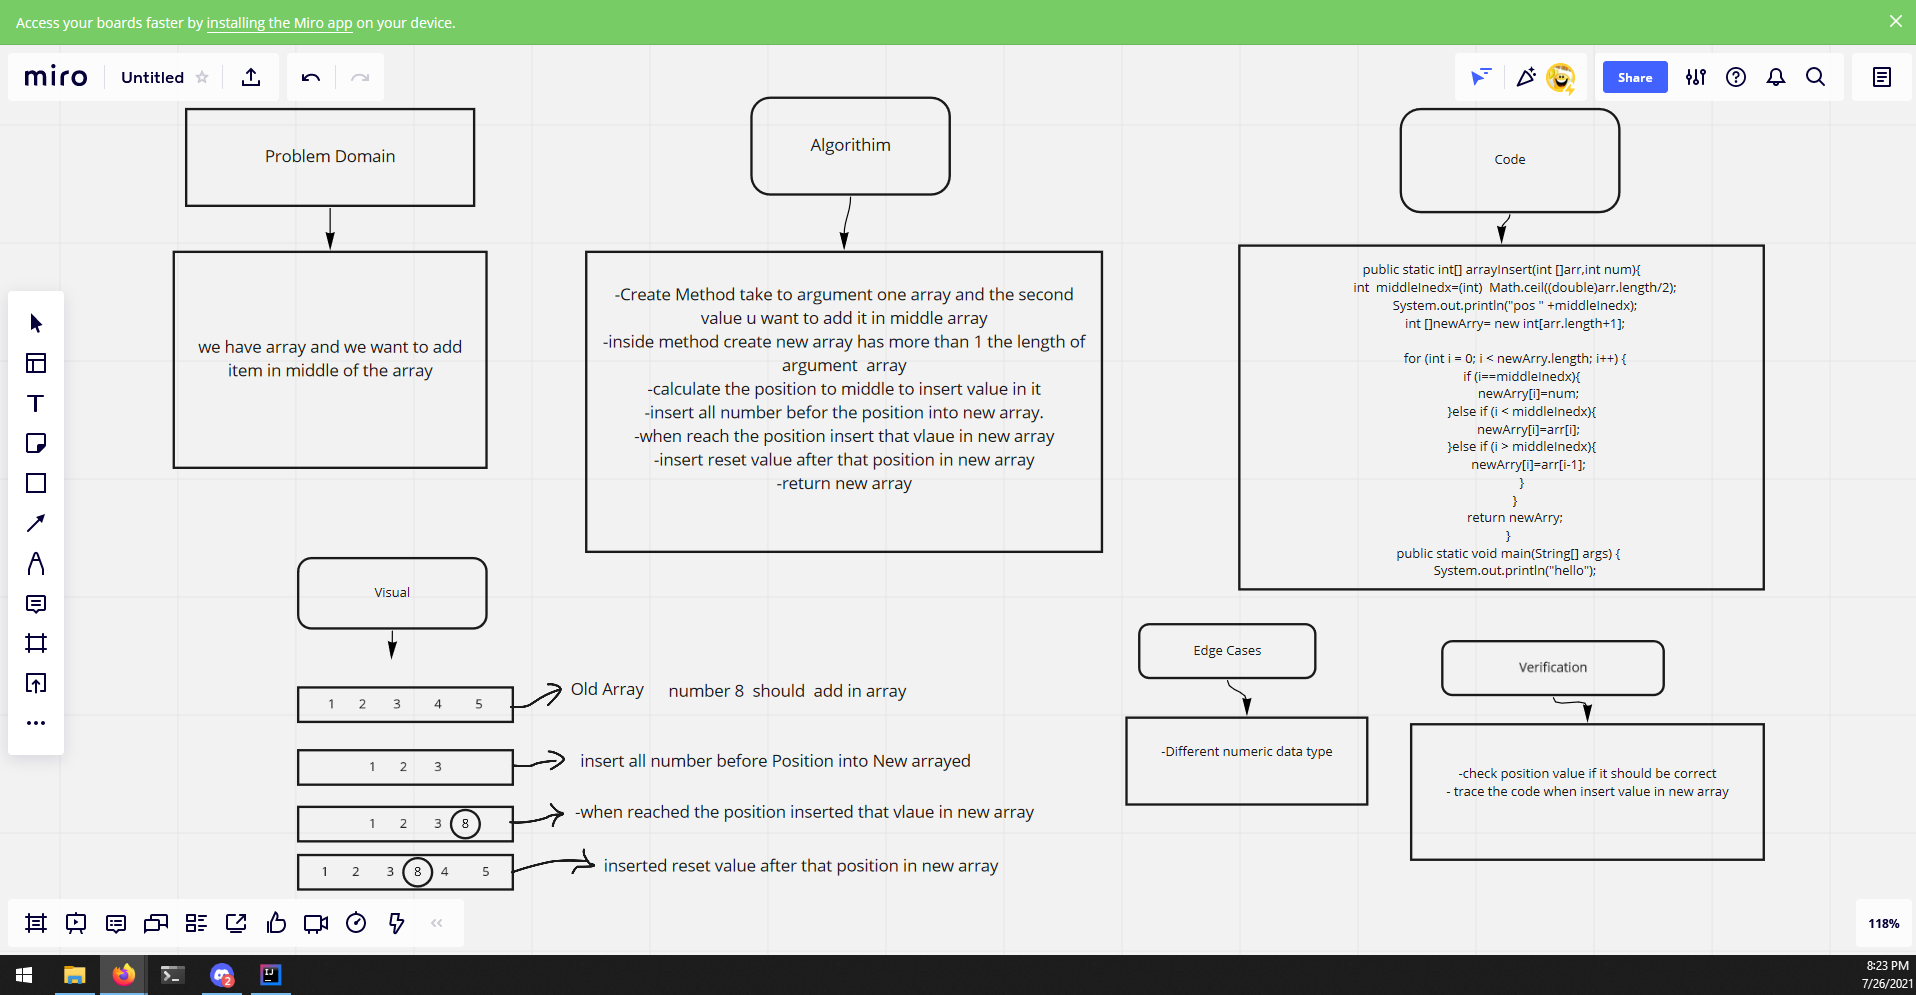 Access your boards faster by installing the Miro app on your device.
miro
Untitled
Share
Problem Domain
we have array and we want to add
item in middle of the array
Algorithim
-Create Method take to argument one array and the second
value u want to add it in middle array
-inside method create new array has more than 1 the length of
argument  array
-calculate the position to middle to insert value in it
-insert all number befor the position into new array.
-when reach the position insert that vlaue in new array
-insert reset value after that position in new array
-return new array
Code
public static int[] arrayInsert(int []arr,int num){
int  middleInedx=(int)  Math.ceil((double)arr.length/2);
System.out.println("pos " +middleInedx);
int []newArry= new int[arr.length+1];
for (int i = 0; i < newArry.length; i++) {
if (i==middleInedx){
newArry[i]=num;
}else if (i < middleInedx){
newArry[i]=arr[i];
}else if (i > middleInedx){
newArry[i]=arr[i-1];
}
}
return newArry;
}
public static void main(String[] args) {
System.out.println("hello");
Visual
1 2 3 4 5
Old Array
number 8  should  add in array
1 2 3
insert all number before Position into New arrayed
1 2 3 8
-when reached the position inserted that vlaue in new array
1 2 3 8 4 5
inserted reset value after that position in new array
Edge Cases
-Different numeric data type
Verification
-check position value if it should be correct
- trace the code when insert value in new array
118%
2
IJ
8:23 PM
7/26/2021